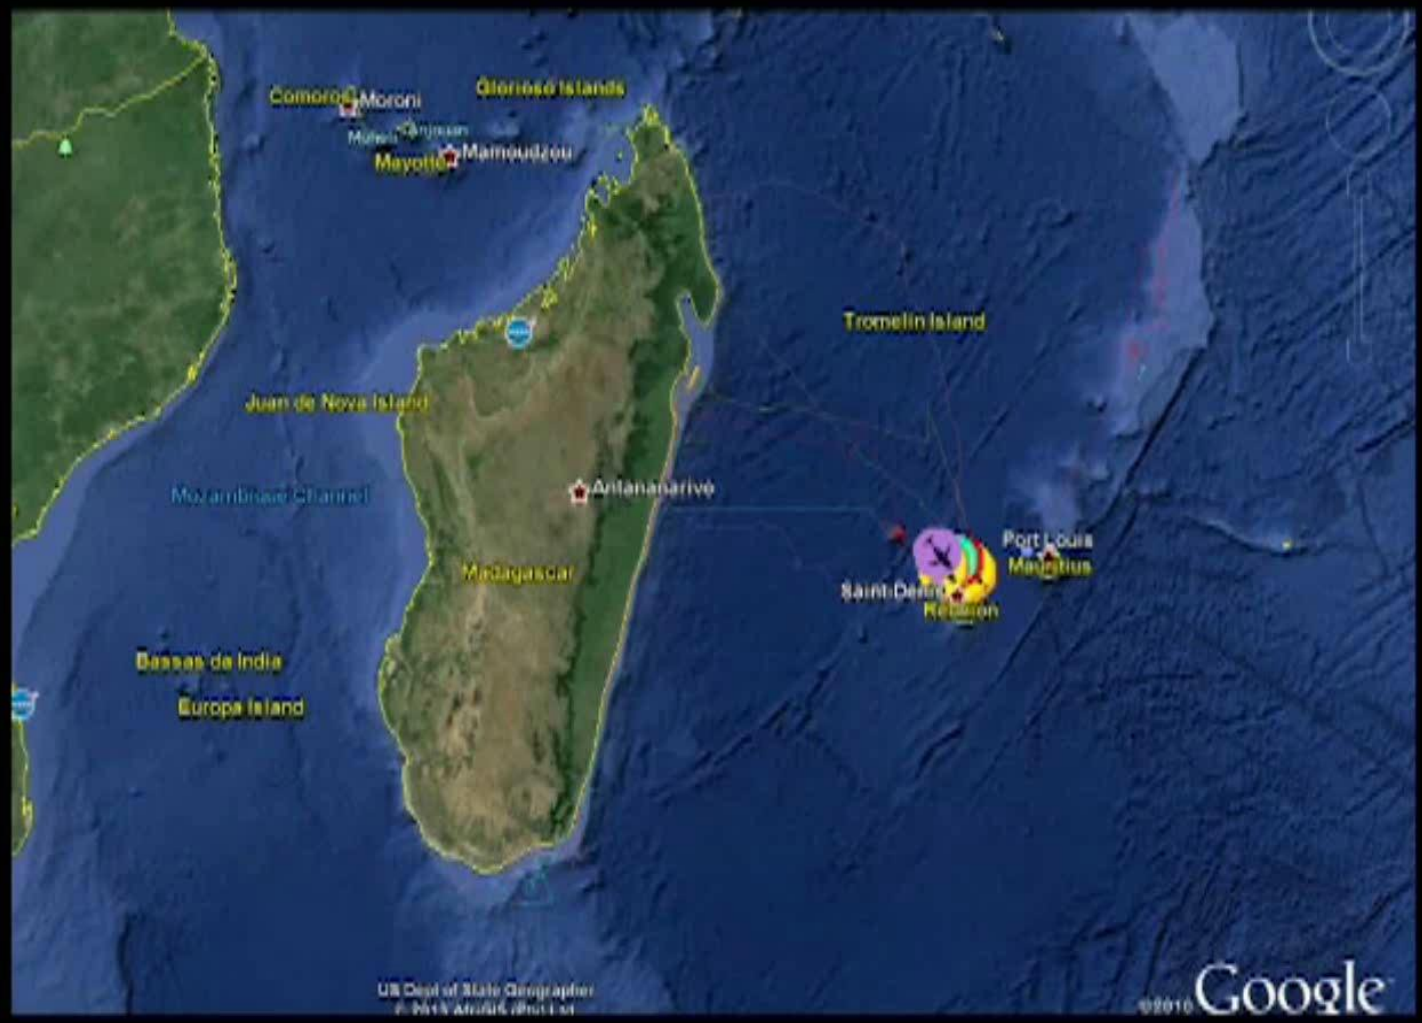 Glorioso Islands
Comoros
Moroni
Anjouan
Mamoudzou
Mayotte
Tromelin Island
Juan de Nova Island
Antananarivo
Mozambique Channel
Port Louis
Mauritius
Madagascar
Saint-Denis
Réunion
Bassas da India
Europa Island
US Dept of State Geographer
Google